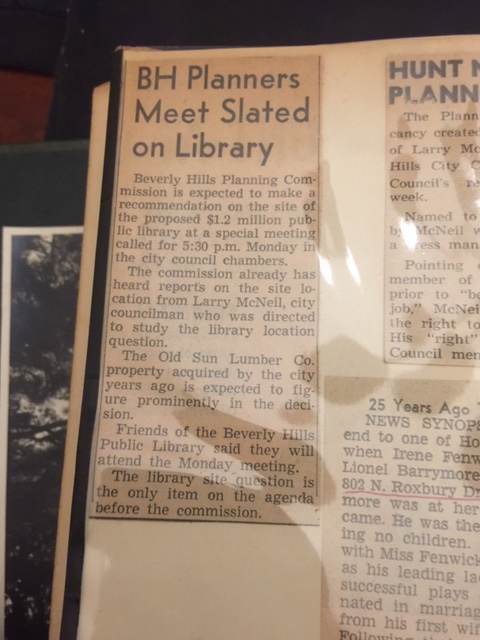 BH Planners
Meet Slated
on Library
Beverly Hills Planning Com-
mission is expected to make a
recommendation on the site of
the proposed $1.2 million pub-
lic library at a special meeting
called for 5:30 p.m. Monday in
the city council chambers.
The commission already has
heard reports on the site lo-
cation from Larry McNeil, city
councilman who was directed
to study the library location
question.
The Old Sun Lumber Co.
property acquired by the city
years ago is expected to fig-
ure prominently in the deci-
sion.
Friends of the Beverly Hills
Public Library said they will
attend the Monday meeting.
The library site question is
the only item on the agenda
before the commission.
HUNT
PLANN
The Plann
cancy created
of Larry Mc
Hills City C
Council's re
week.
Named to
by McNeil w
a
man
Pointing
member of
prior to "be
job," McNei
the right to
His "right"
Council mem
25 Years Ago
NEWS SYNOPS
end to one of Ho
when Irene Fenw
Lionel Barrymore
802 N. Roxbury Dr
more was at her
came. He was the
ing no children.
with Miss Fenwick
as his leading lad
successful plays
nated in marriag
from his first wif
Following